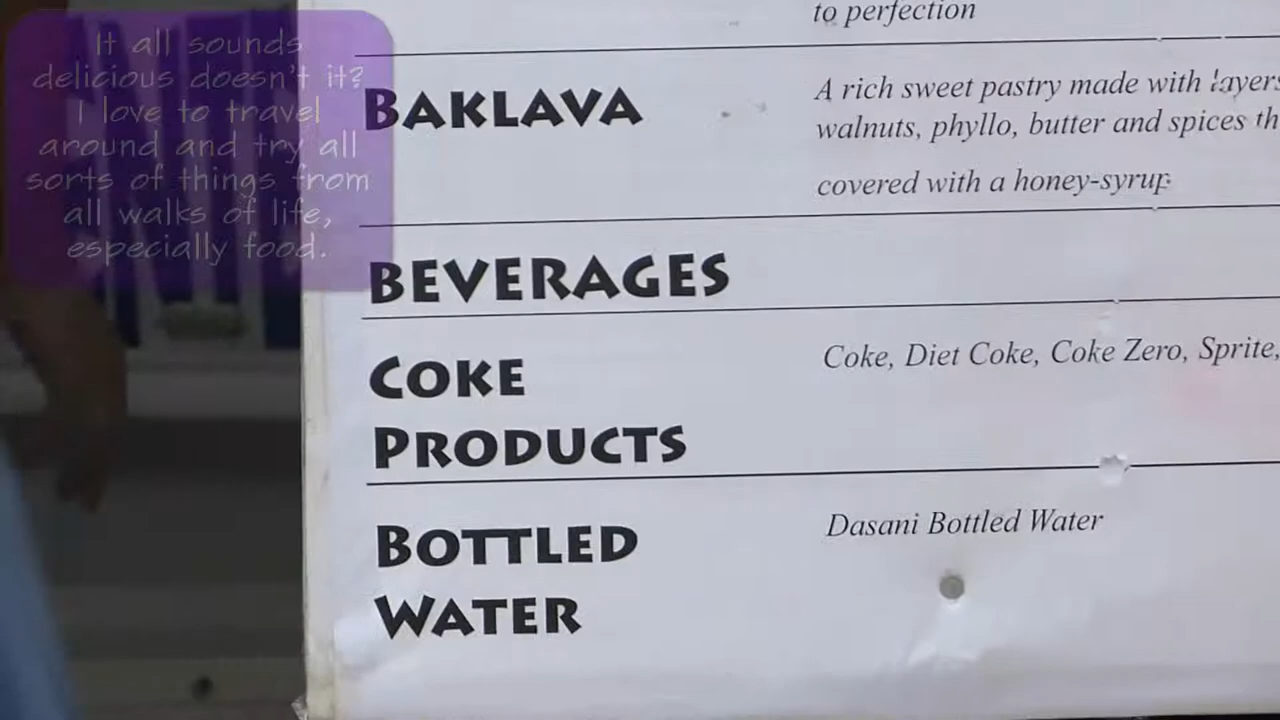 It all sounds
delicious doesn't it?
I love to travel
around and try all
sorts of things from
all walks of life,
especially food.
to perfection
BAKLAVA
A rich sweet pastry made with layers
walnuts, phyllo, butter and spices
covered with a honey-syrup
BEVERAGES
COKE
PRODUCTS
Coke, Diet Coke, Coke Zero, Sprite,
BOTTLED
WATER
Dasani Bottled Water